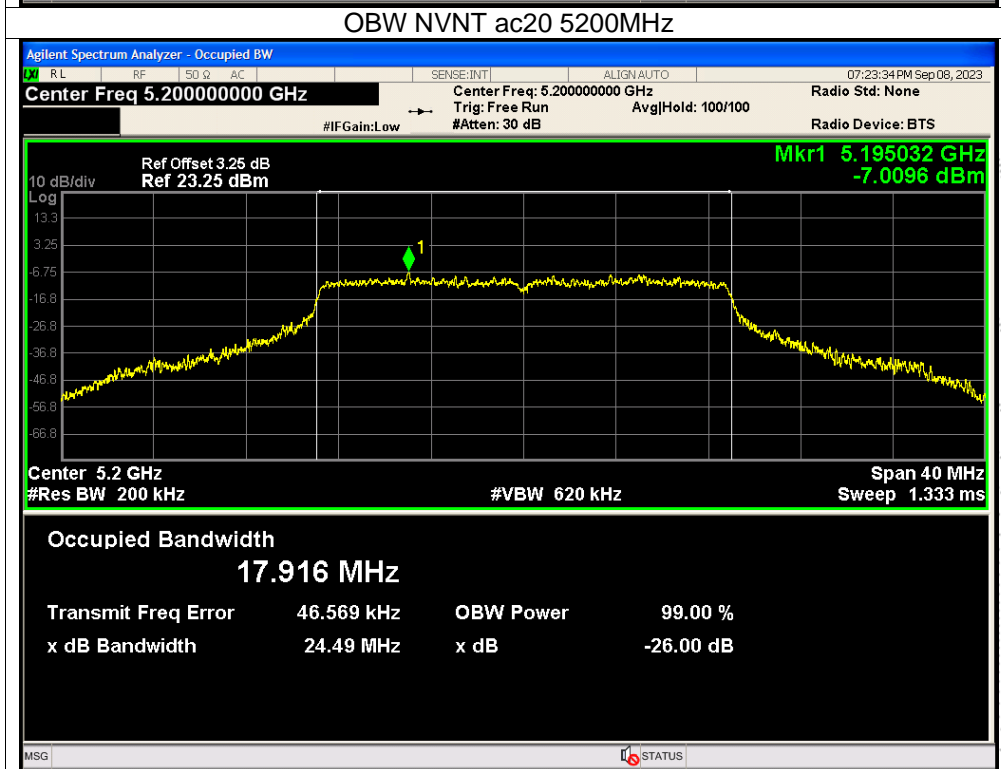 OBW NVNT ac20 5200MHz
Agilent Spectrum Analyzer - Occupied BW
LXI RL RF 50 Ω AC SENSE:INT ALIGNAUTO 07:23:34 PM Sep 08, 2023
Center Freq 5.200000000 GHz Center Freq: 5.200000000 GHz Radio Std: None
Trig: Free Run Avg|Hold: 100/100
#IFGain:Low #Atten: 30 dB Radio Device: BTS
Ref Offset 3.25 dB Mkr1 5.195032 GHz
10 dB/div Ref 23.25 dBm -7.0096 dBm
Log
13.3
3.25
1
-6.75
-16.8
-26.8
-36.8
-46.8
-56.8
-66.8
Center 5.2 GHz Span 40 MHz
#Res BW 200 kHz #VBW 620 kHz Sweep 1.333 ms
Occupied Bandwidth
17.916 MHz
Transmit Freq Error 46.569 kHz OBW Power 99.00 %
x dB Bandwidth 24.49 MHz x dB -26.00 dB
MSG STATUS